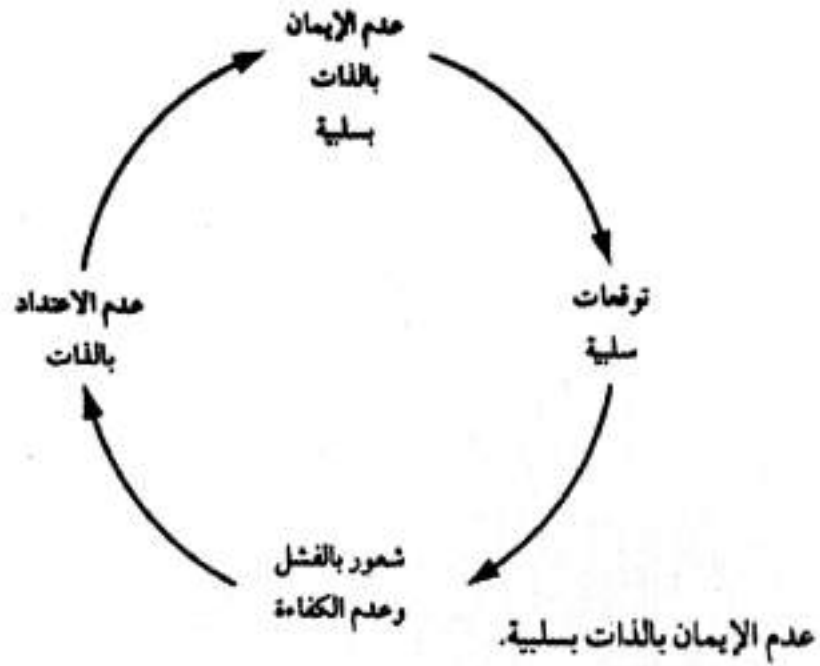 عدم الإيمان
بالذات
بسلبية
توقعات
سلبية
شعور بالفشل
وعدم الكفاءة
عدم الاعتداد
بالذات
عدم الإيمان بالذات بسلبية.